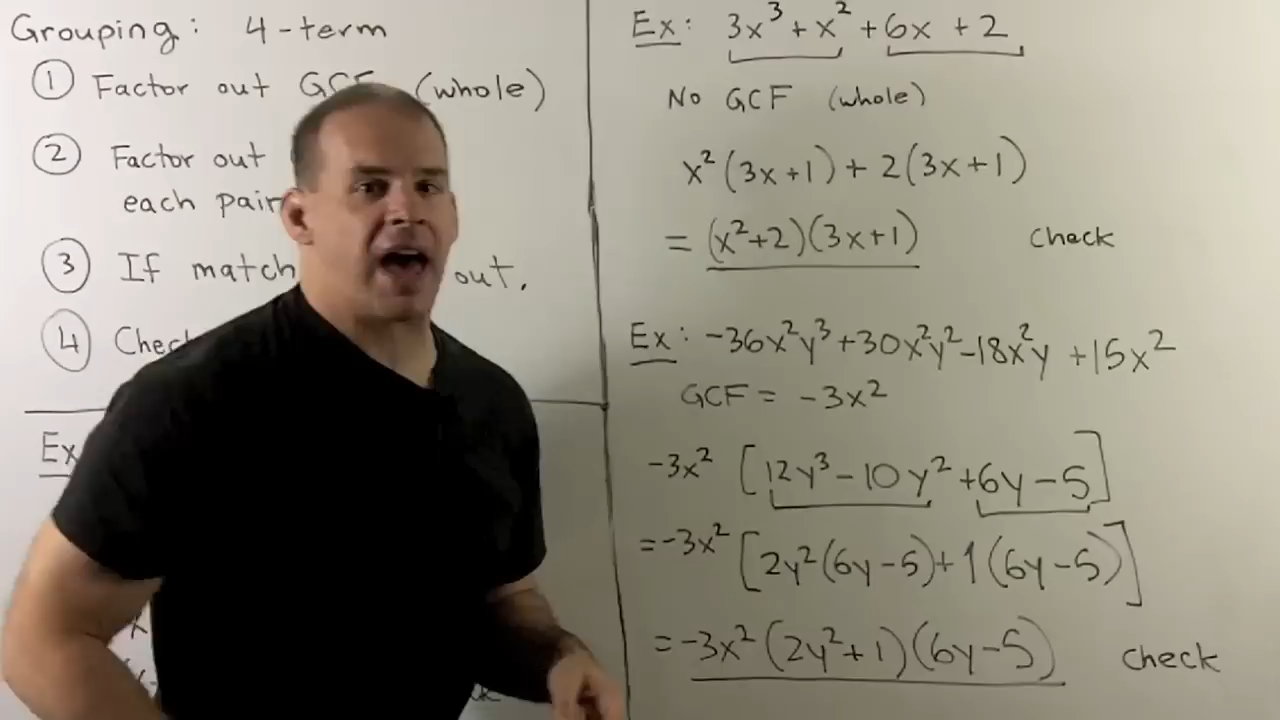 Grouping: 4-term
① Factor out (whole)
② Factor out
each pair
③ If match out.
④ Check
Ex
Ex: 3x³ + x² + 6x + 2
No GCF (whole)
x²(3x+1) + 2(3x+1)
= (x²+2)(3x+1) check
Ex: -36x²y³ + 30x²y² - 18x²y + 15x²
GCF = -3x²
-3x² [12y³ - 10y² + 6y - 5]
= -3x² [2y²(6y-5) + 1(6y-5)]
= -3x² (2y²+1)(6y-5) check